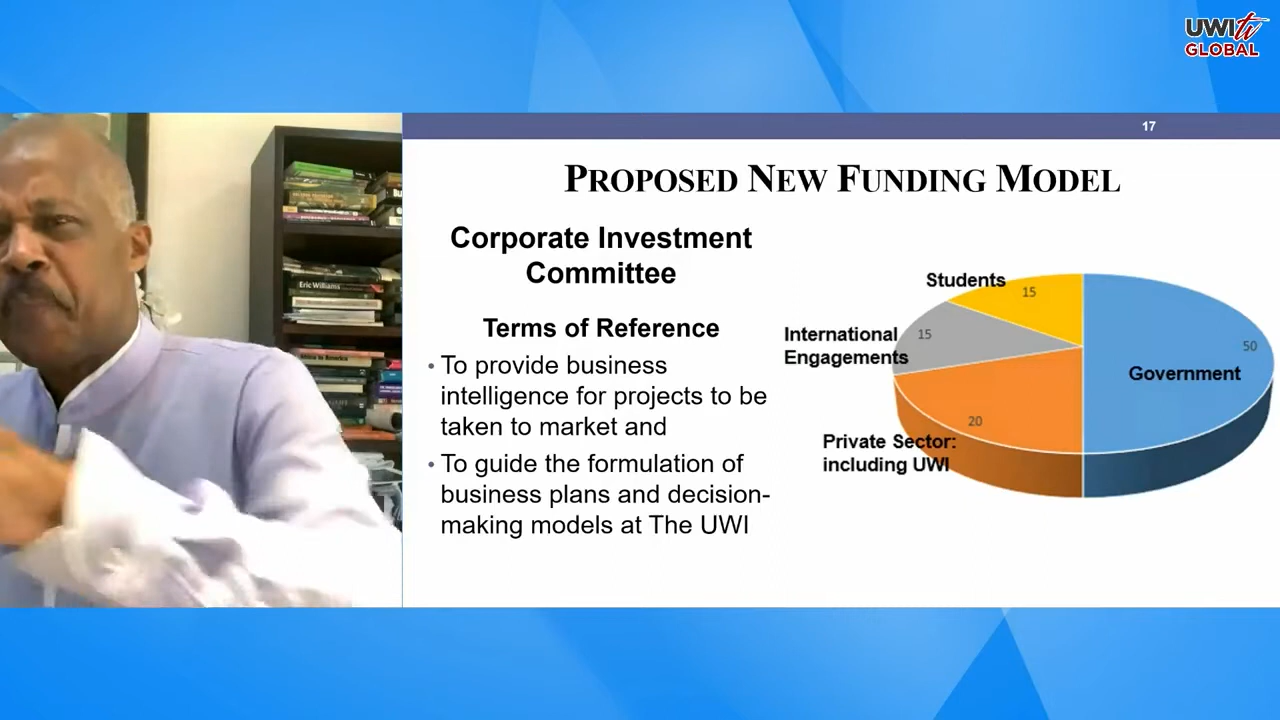 UWItv
GLOBAL
17
PROPOSED NEW FUNDING MODEL
Corporate Investment
Committee
Terms of Reference
• To provide business
intelligence for projects to be
taken to market and
• To guide the formulation of
business plans and decision-
making models at The UWI
Students
15
International
Engagements
15
50
Government
20
Private Sector:
including UWI
Eric Williams